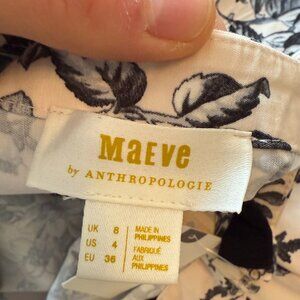 MaEve
by ANTHROPOLOGIE
UK 8
US 4
EU 36
MADE IN
PHILIPPINES
FABRIQUÉ
AUX
PHILIPPINES